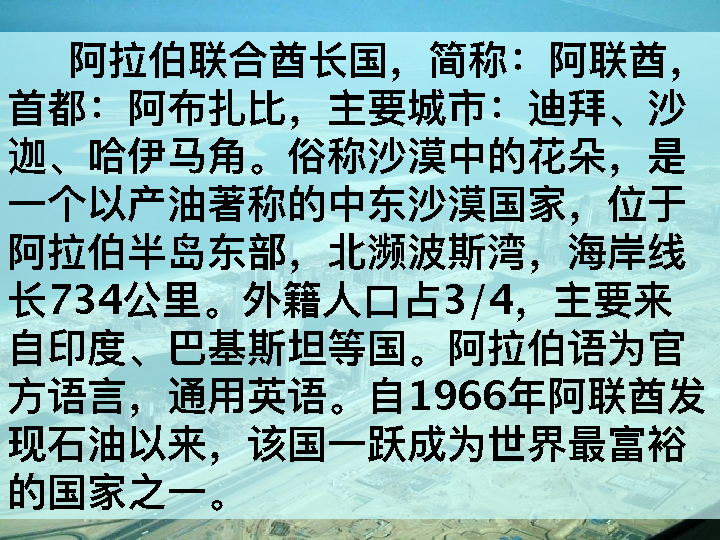 阿拉伯联合酋长国，简称：阿联酋，
首都：阿布扎比，主要城市：迪拜、沙
迦、哈伊马角。俗称沙漠中的花朵，是
一个以产油著称的中东沙漠国家，位于
阿拉伯半岛东部，北濒波斯湾，海岸线
长734公里。外籍人口占3/4，主要来
自印度、巴基斯坦等国。阿拉伯语为官
方语言，通用英语。自1966年阿联酋发
现石油以来，该国一跃成为世界最富裕
的国家之一。